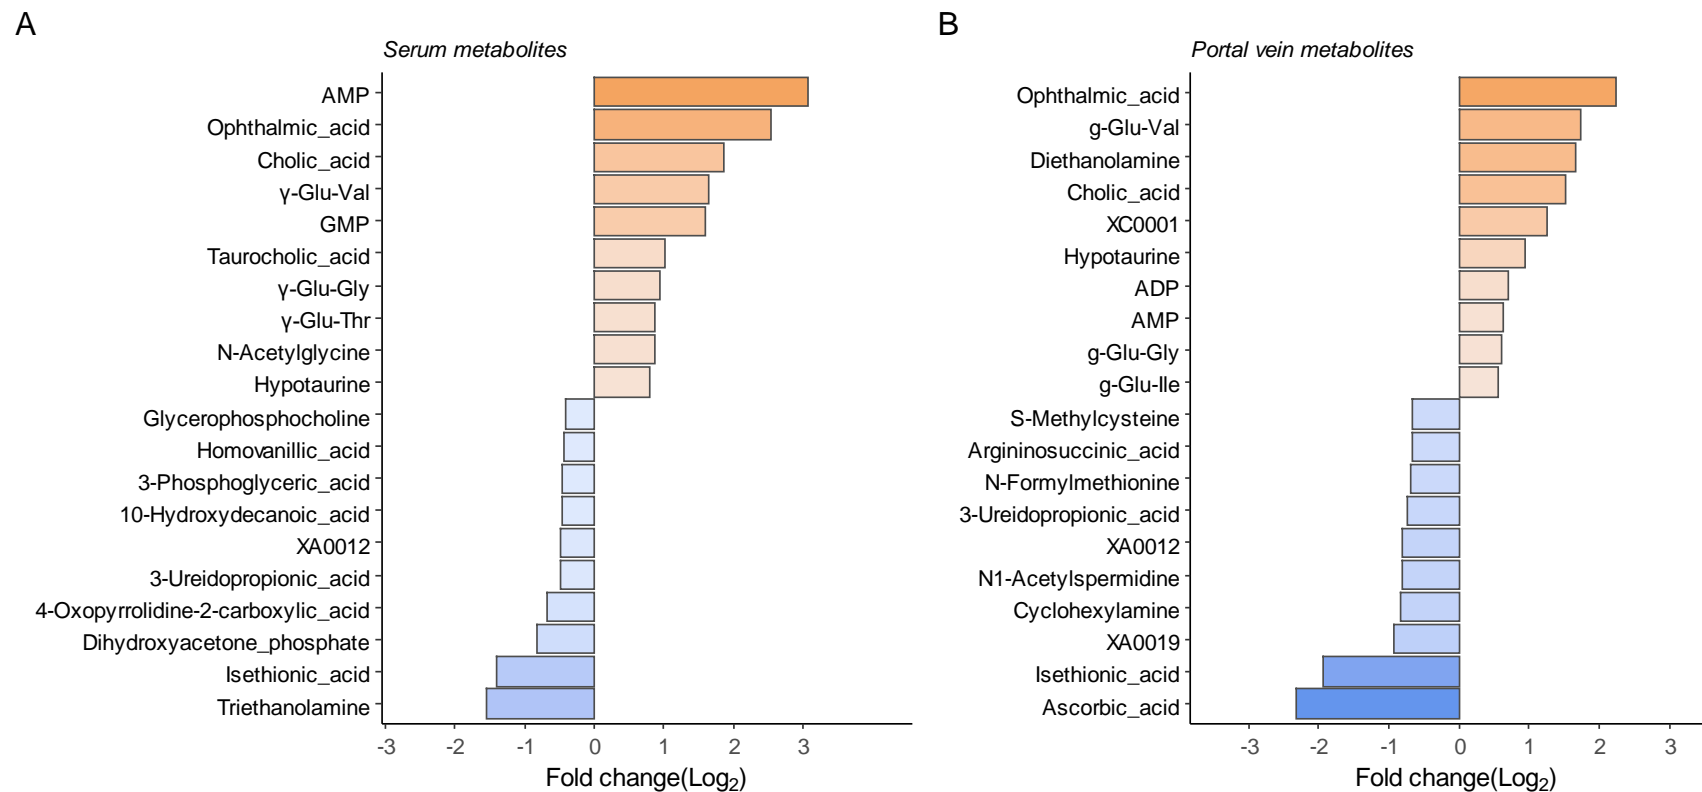 A
Serum metabolites
AMP
Ophthalmic_acid
Cholic_acid
γ-Glu-Val
GMP
Taurocholic_acid
γ-Glu-Gly
γ-Glu-Thr
N-Acetylglycine
Hypotaurine
Glycerophosphocholine
Homovanillic_acid
3-Phosphoglyceric_acid
10-Hydroxydecanoic_acid
XA0012
3-Ureidopropionic_acid
4-Oxopyrrolidine-2-carboxylic_acid
Dihydroxyacetone_phosphate
Isethionic_acid
Triethanolamine
-3 -2 -1 0 1 2 3
Fold change(Log₂)
B
Portal vein metabolites
Ophthalmic_acid
g-Glu-Val
Diethanolamine
Cholic_acid
XC0001
Hypotaurine
ADP
AMP
g-Glu-Gly
g-Glu-Ile
S-Methylcysteine
Argininosuccinic_acid
N-Formylmethionine
3-Ureidopropionic_acid
XA0012
N1-Acetylspermidine
Cyclohexylamine
XA0019
Isethionic_acid
Ascorbic_acid
-3 -2 -1 0 1 2 3
Fold change(Log₂)